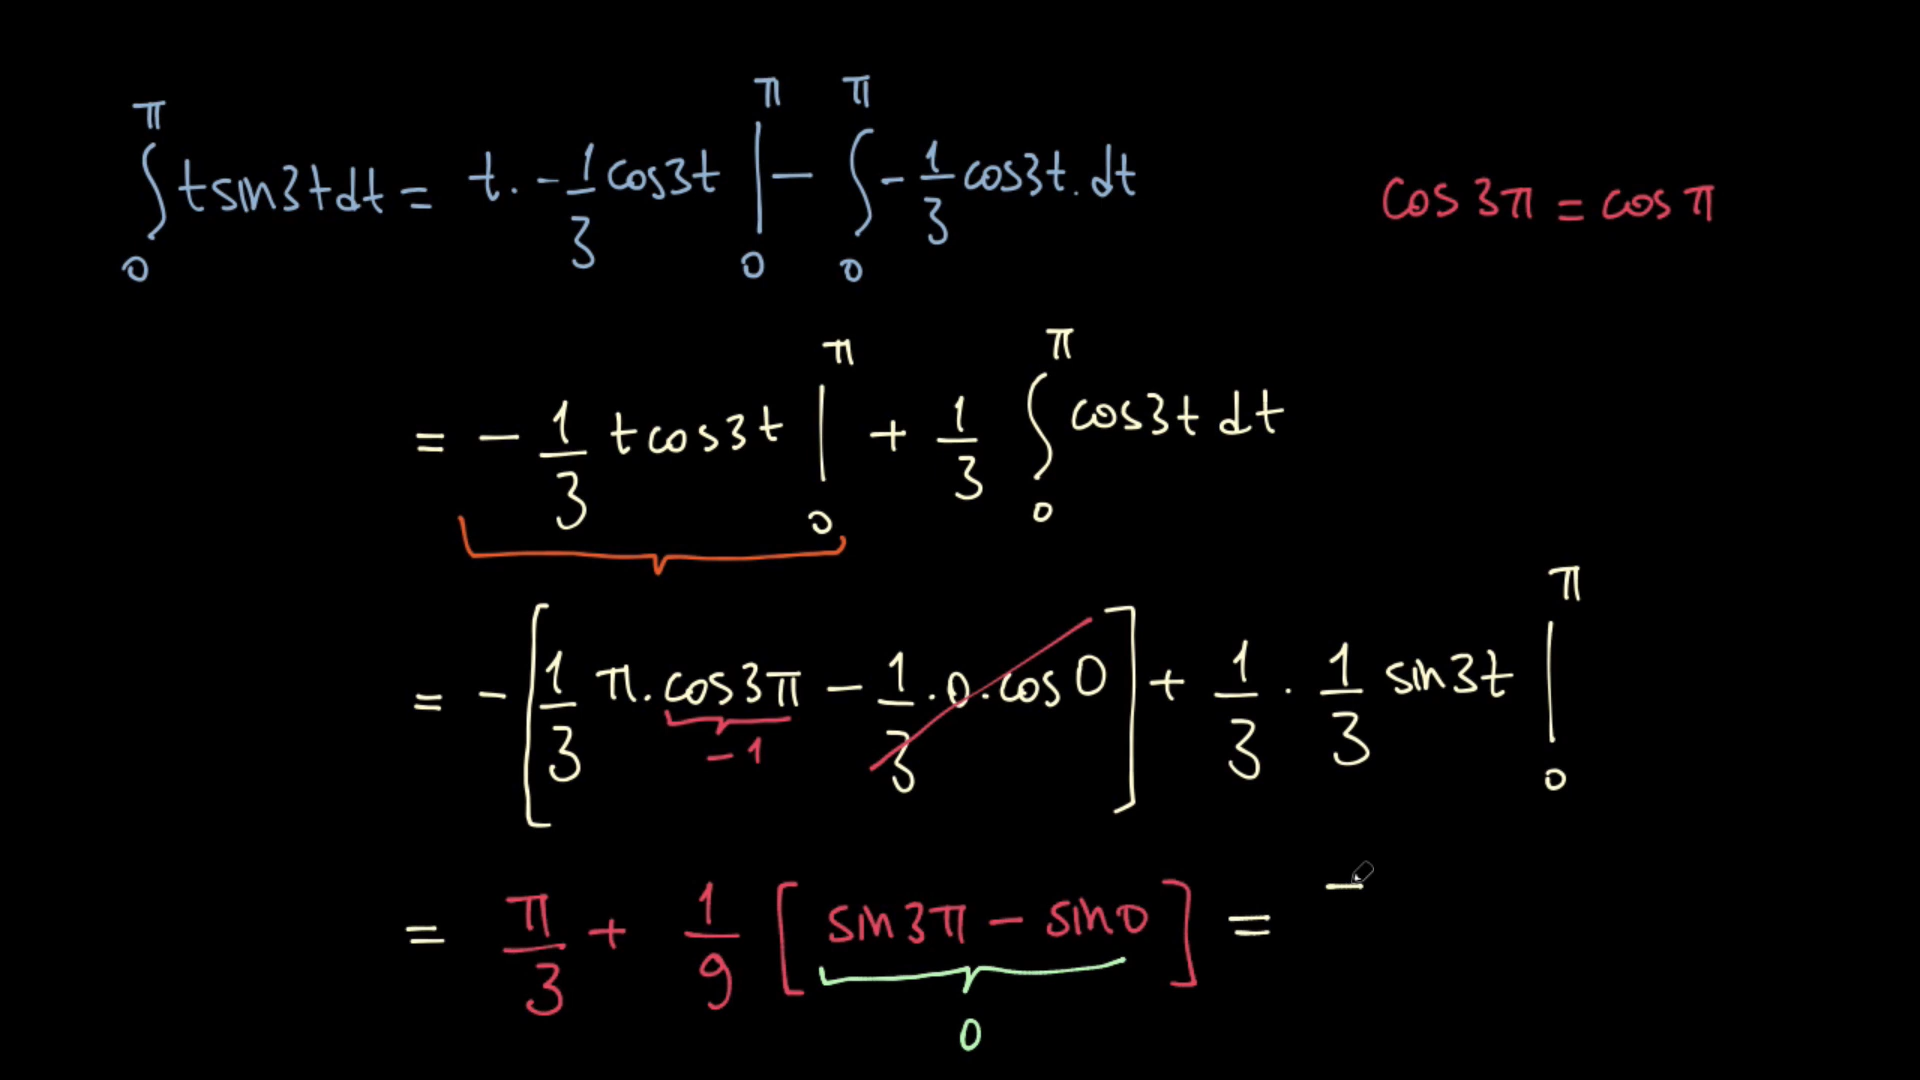 ∫₀^π t sin3t dt = t · -1/3 cos3t |₀^π - ∫₀^π -1/3 cos3t · dt
cos 3π = cos π
= - 1/3 t cos3t |₀^π + 1/3 ∫₀^π cos3t dt
= - [1/3 π · cos3π - 1/3 · 0 · cos 0] + 1/3 · 1/3 sin3t |₀^π
-1
= π/3 + 1/9 [sin3π - sin0] =
0